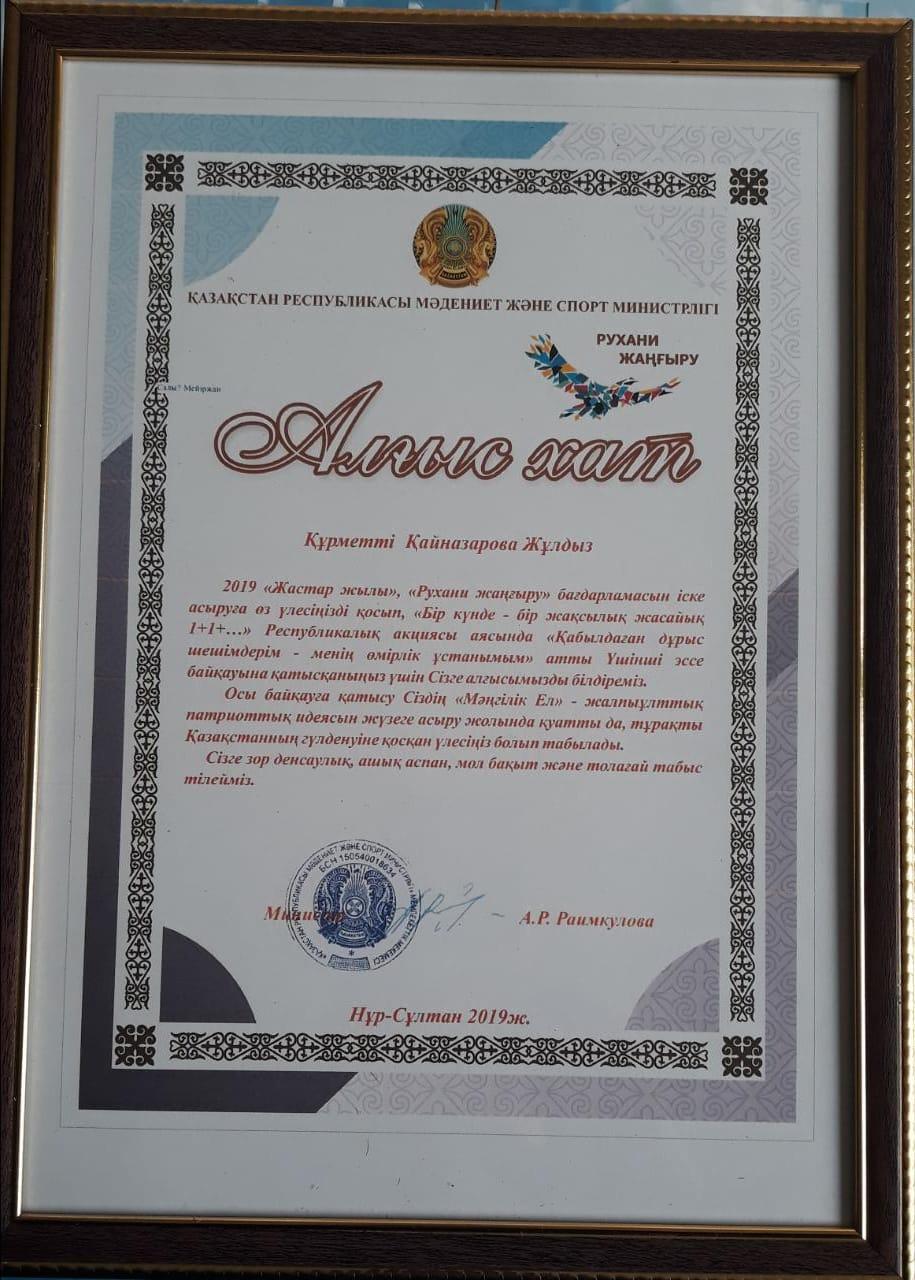 ҚАЗАҚСТАН РЕСПУБЛИКАСЫ МӘДЕНИЕТ ЖӘНЕ СПОРТ МИНИСТРЛІГІ
РУХАНИ
ЖАҢҒЫРУ
Алғыс хат
Құрметті Қайназарова Жұлдыз
2019 «Жастар жылы», «Рухани жаңғыру» бағдарламасын іске
асыруға өз үлесіңізді қосып, «Бір күнде - бір жақсылық жасайық
1+1+...» Республикалық акциясы аясында «Қабылдаған дұрыс
шешімдерім - менің өмірлік ұстанымым» атты Үшінші эссе
байқауына қатысқаныңыз үшін Сізге алғысымызды білдіреміз.
Осы байқауға қатысу Сіздің «Мәңгілік Ел» - жалпыұлттық
патриоттық идеясын жүзеге асыру жолында қуатты да, тұрақты
Қазақстанның гүлденуіне қосқан үлесіңіз болып табылады.
Сізге зор денсаулық, ашық аспан, мол бақыт және толағай табыс
тілейміз.
БСН 150540018634
Министр
А.Р. Раимкулова
Нұр-Сұлтан 2019ж.